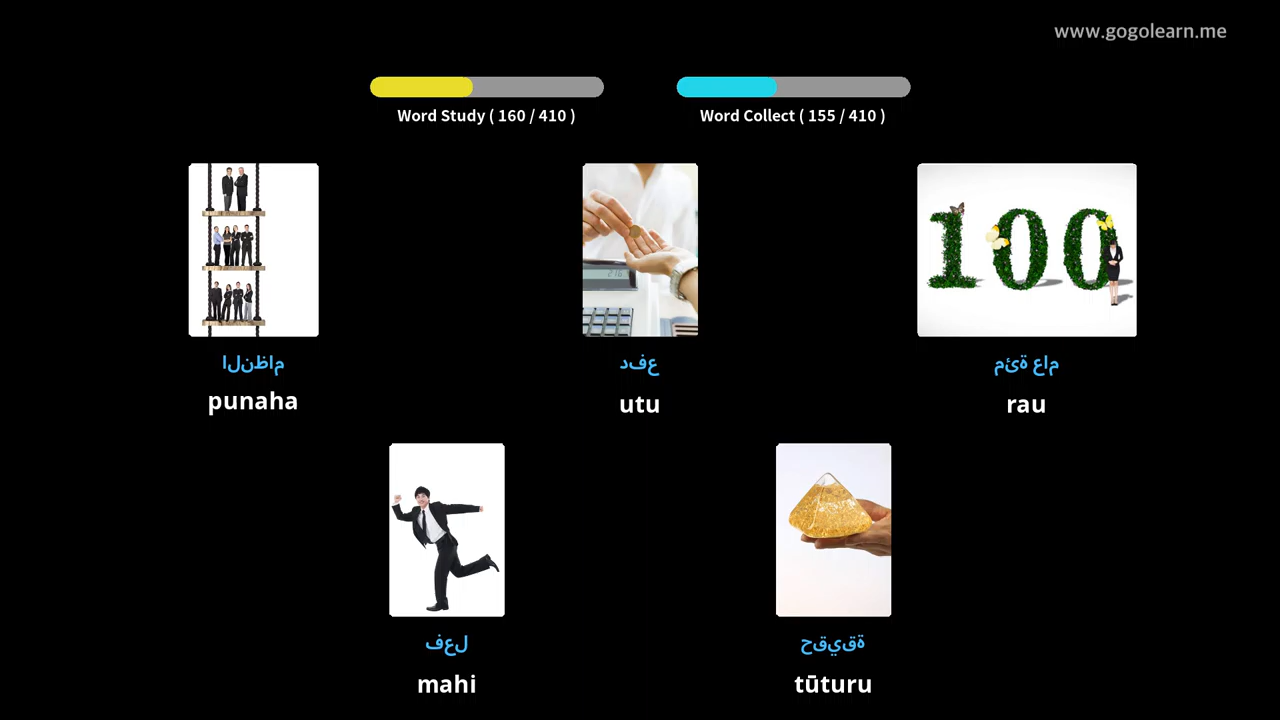 www.gogolearn.me
Word Study ( 160 / 410 )
Word Collect ( 155 / 410 )
النظام
دفع
مئة عام
punaha
utu
rau
فعل
حقيقة
mahi
tūturu